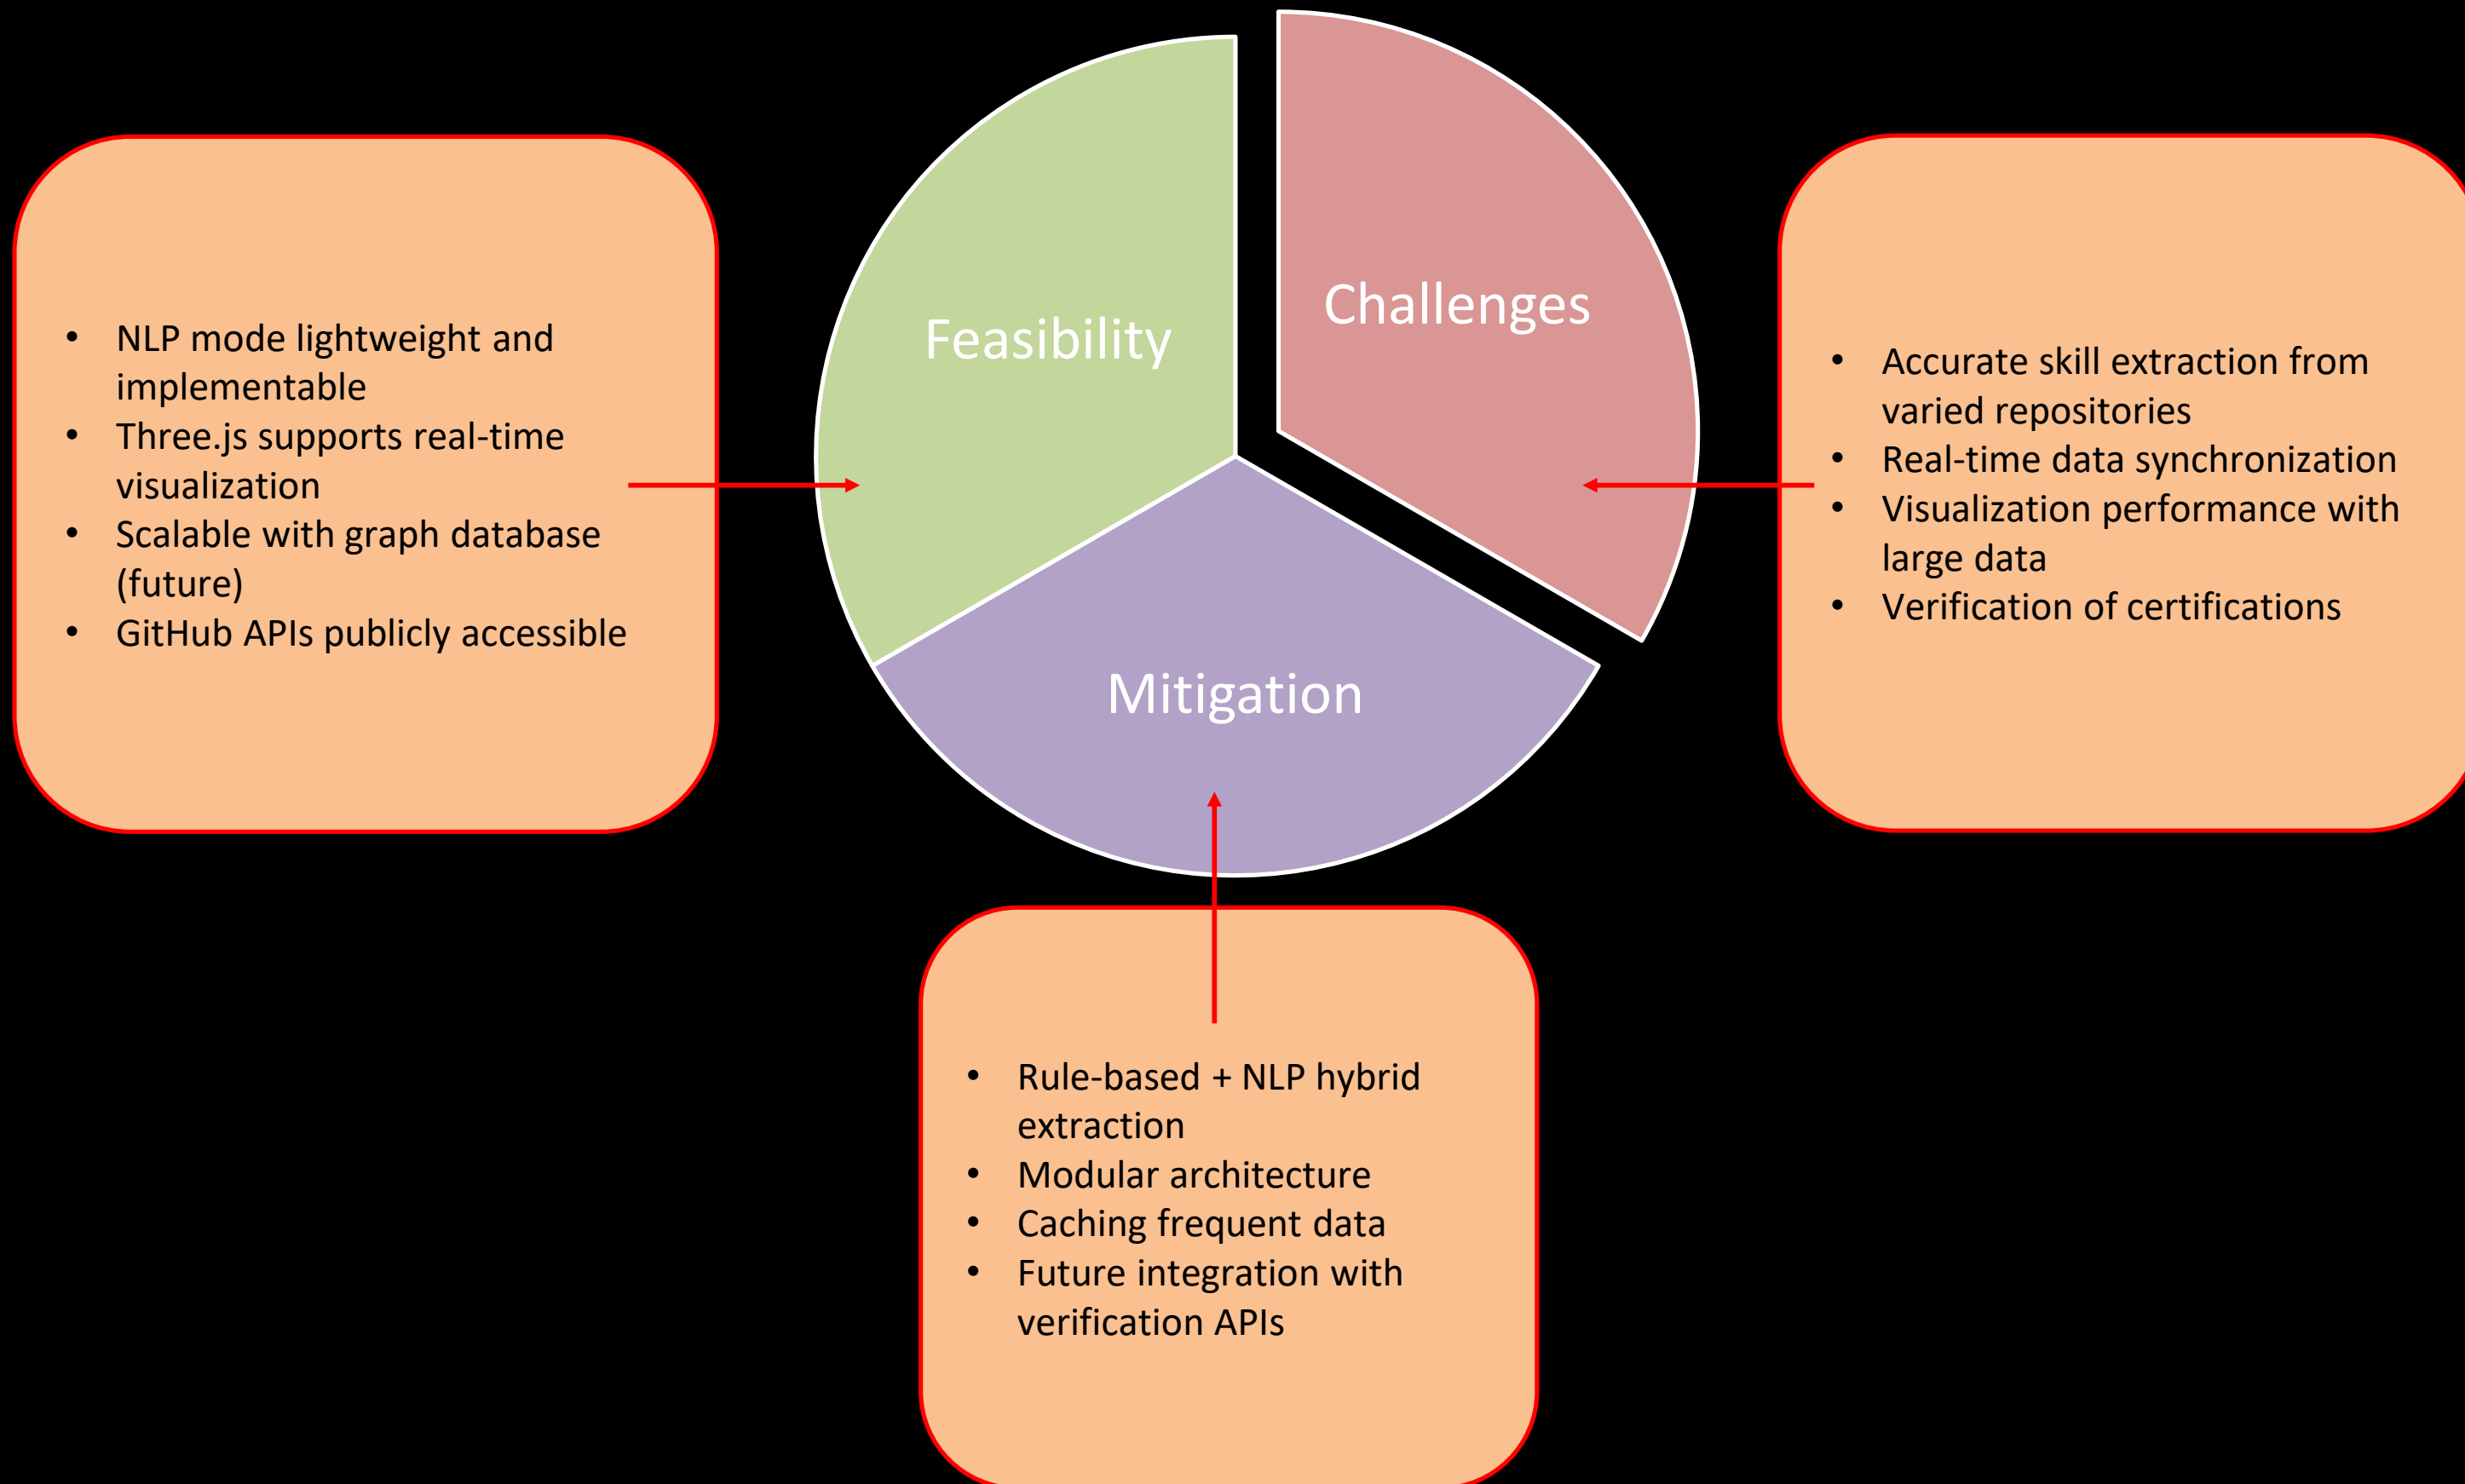 Feasibility
Challenges
Mitigation
• NLP mode lightweight and
implementable
• Three.js supports real-time
visualization
• Scalable with graph database
(future)
• GitHub APIs publicly accessible
• Accurate skill extraction from
varied repositories
• Real-time data synchronization
• Visualization performance with
large data
• Verification of certifications
• Rule-based + NLP hybrid
extraction
• Modular architecture
• Caching frequent data
• Future integration with
verification APIs